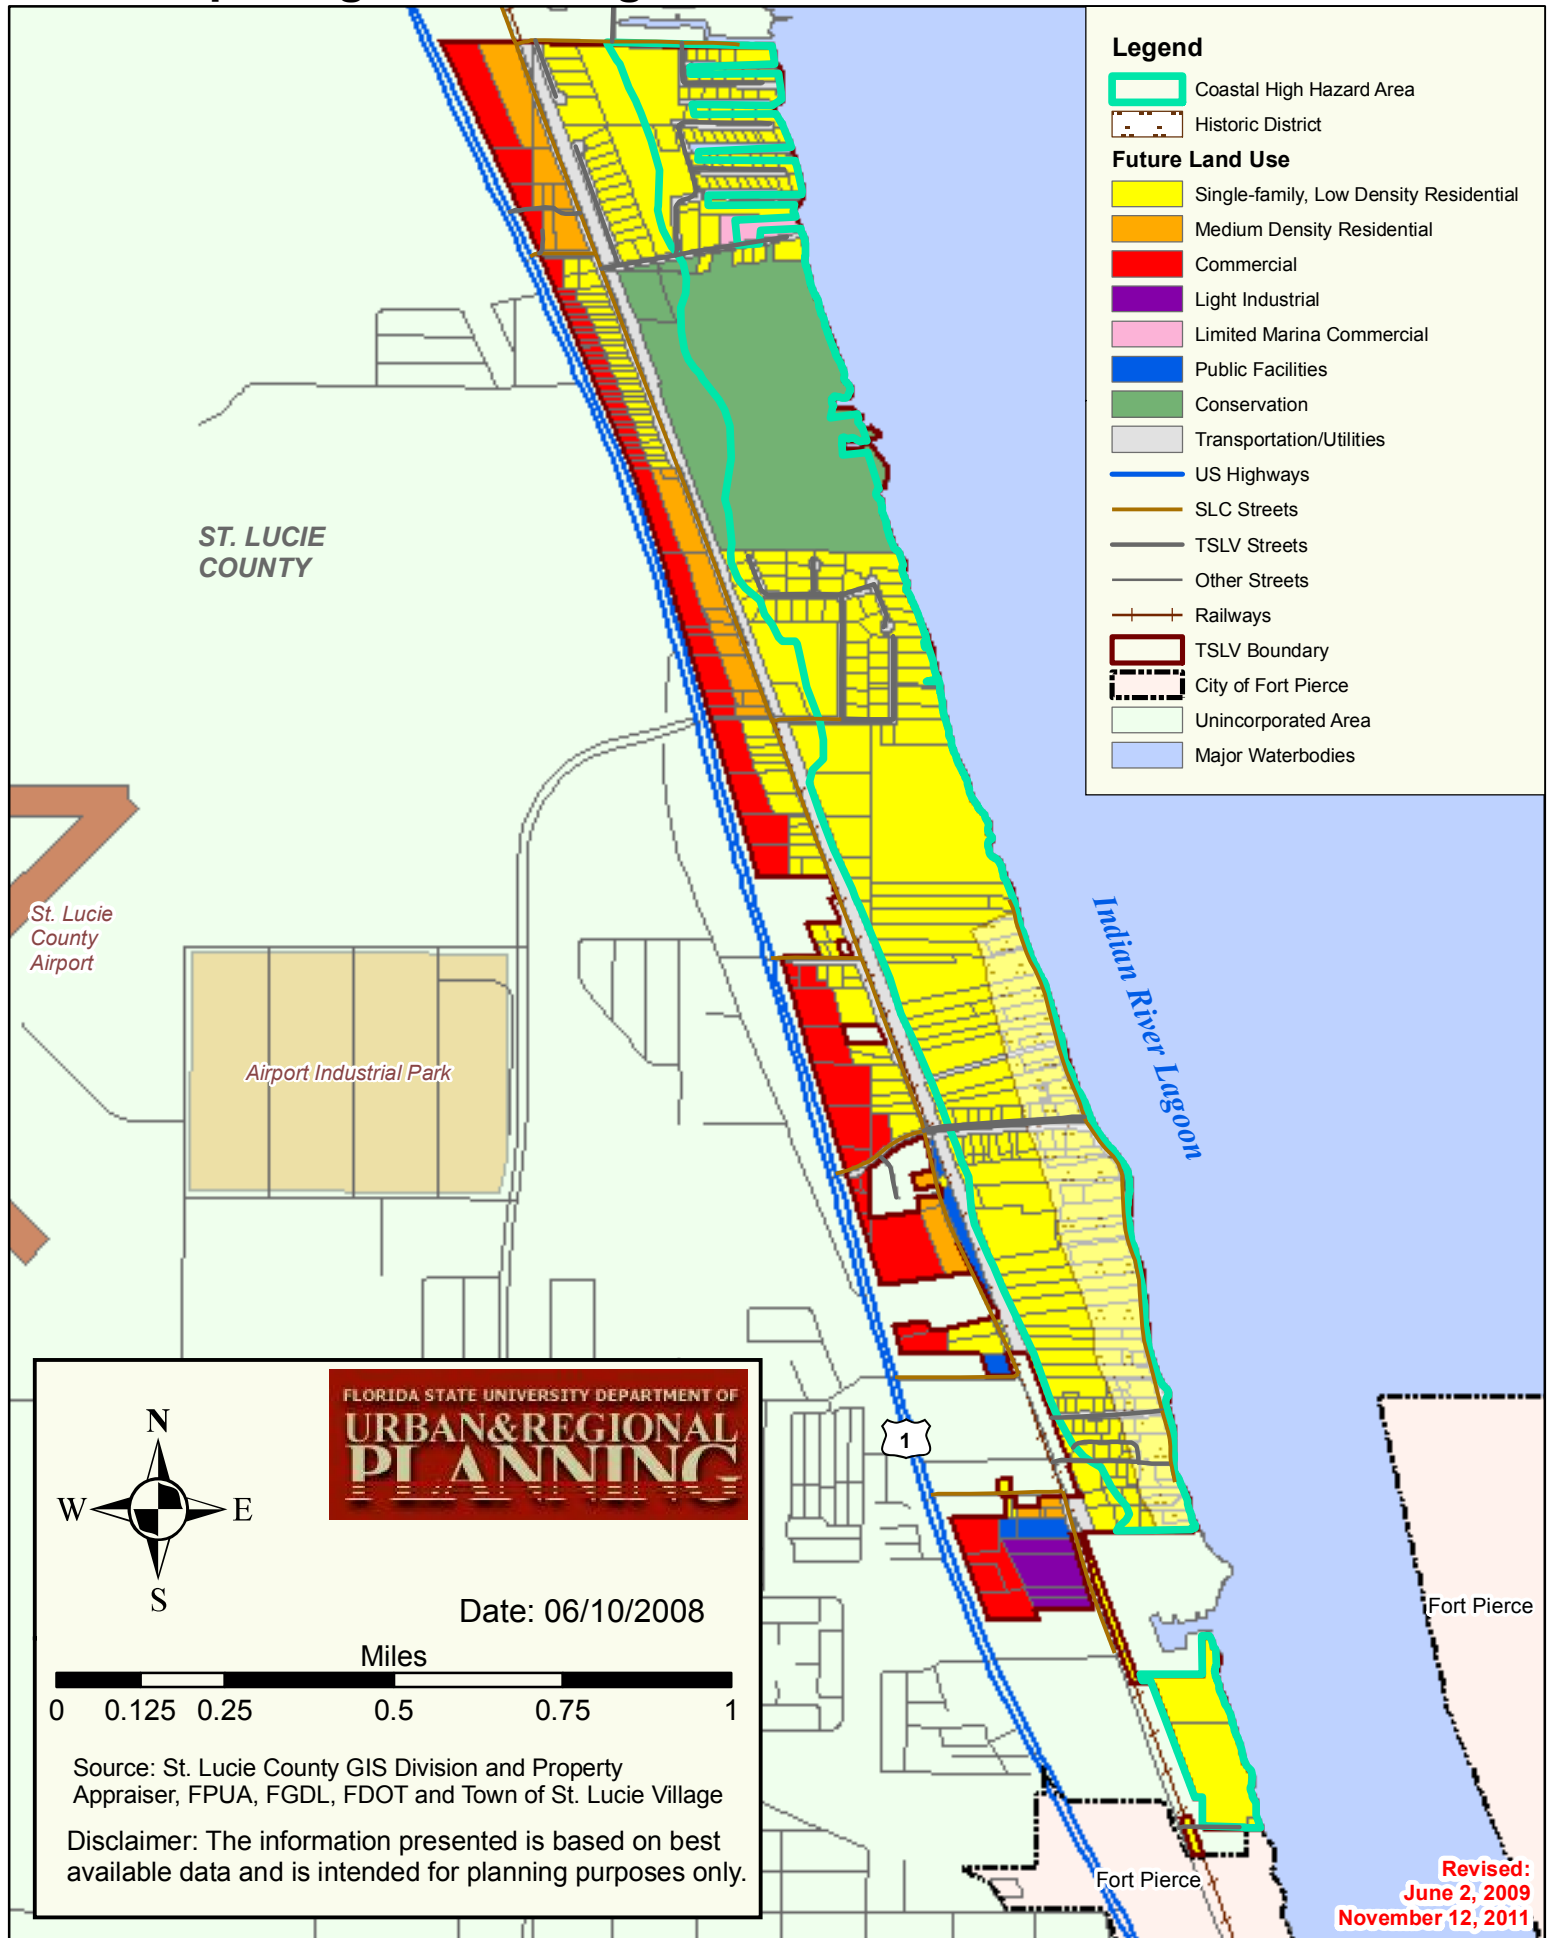 Legend
Coastal High Hazard Area
Historic District
Future Land Use
Single-family, Low Density Residential
Medium Density Residential
Commercial
Light Industrial
Limited Marina Commercial
Public Facilities
Conservation
Transportation/Utilities
US Highways
SLC Streets
TSLV Streets
Other Streets
Railways
TSLV Boundary
City of Fort Pierce
Unincorporated Area
Major Waterbodies
ST. LUCIE
COUNTY
St. Lucie
County
Airport
Airport Industrial Park
Indian River Lagoon
1
Fort Pierce
Fort Pierce
N
W
E
S
FLORIDA STATE UNIVERSITY DEPARTMENT OF
URBAN&REGIONAL
PLANNING
Date: 06/10/2008
Miles
0 0.125 0.25 0.5 0.75 1
Source: St. Lucie County GIS Division and Property
Appraiser, FPUA, FGDL, FDOT and Town of St. Lucie Village
Disclaimer: The information presented is based on best
available data and is intended for planning purposes only.
Revised:
June 2, 2009
November 12, 2011